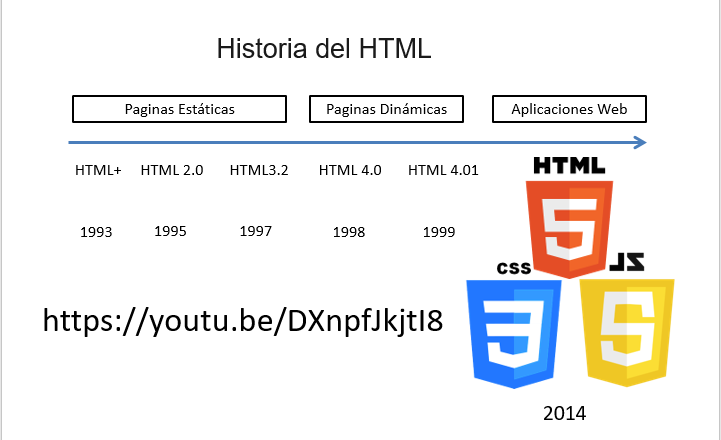 Historia del HTML
Paginas Estáticas
Paginas Dinámicas
Aplicaciones Web
HTML+ HTML 2.0 HTML3.2 HTML 4.0 HTML 4.01
HTML
5
1993 1995 1997 1998 1999
CSS
JS
3
5
https://youtu.be/DXnpfJkjtI8
2014